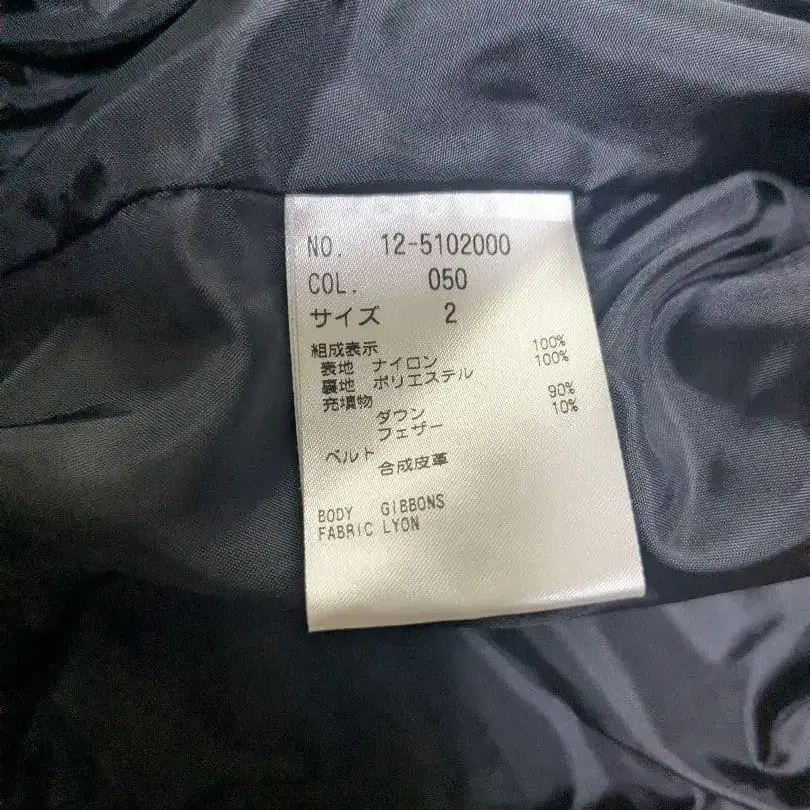 NO. 12-5102000
COL. 050
サイズ 2
組成表示
表地 ナイロン 100%
裏地 ポリエステル 100%
充填物
ダウン 90%
フェザー 10%
ベルト
合成皮革
BODY GIBBONS
FABRIC LYON